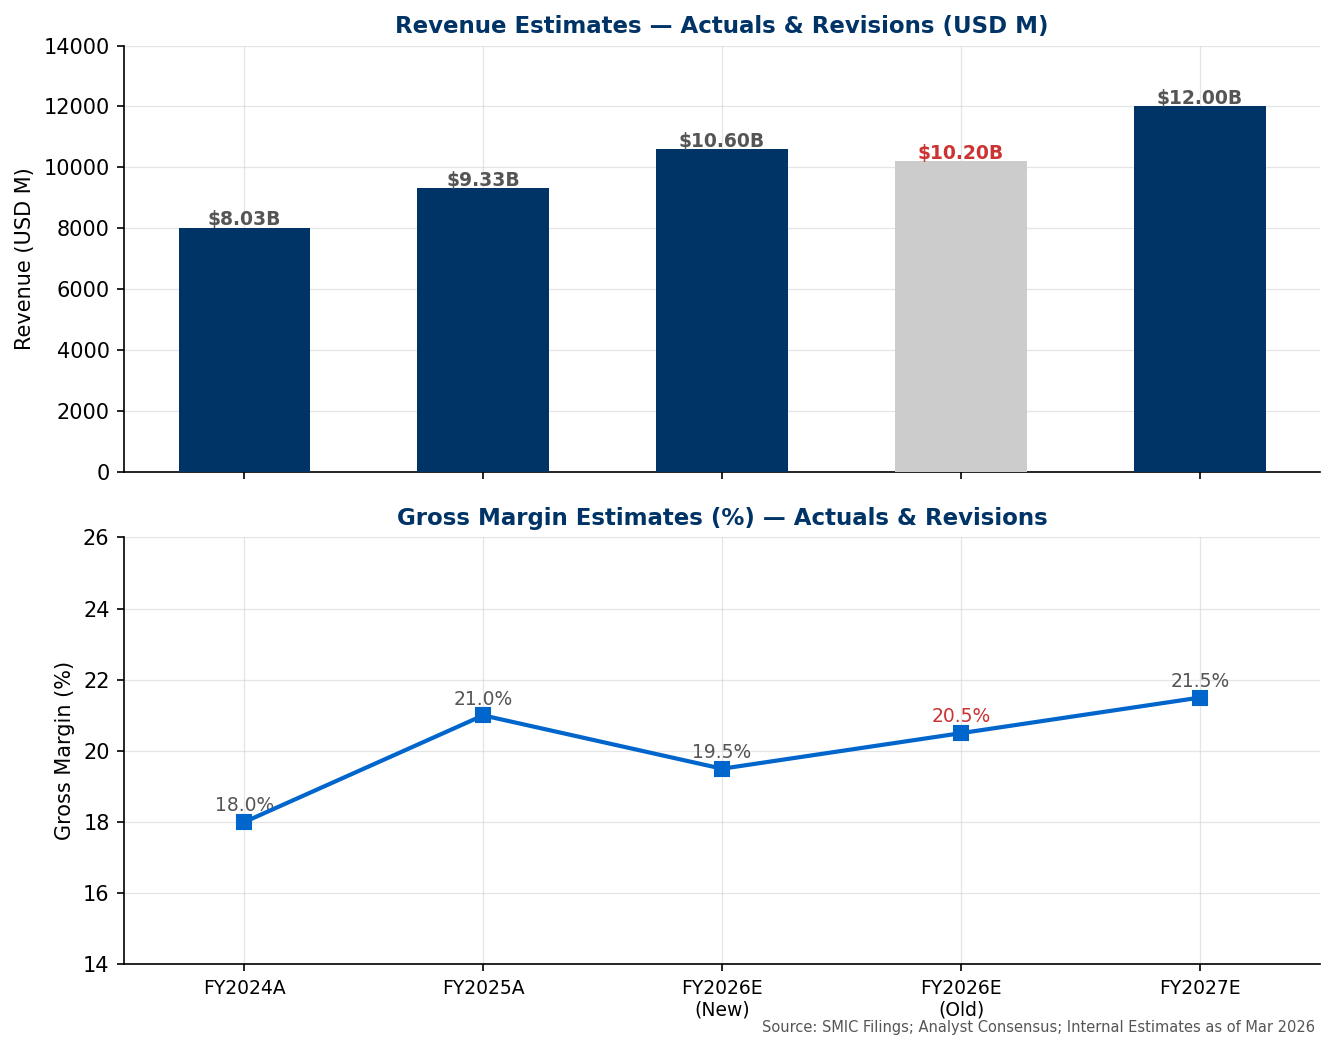 Revenue Estimates — Actuals & Revisions (USD M)
Revenue (USD M)
14000
12000
10000
8000
6000
4000
2000
0
$8.03B
$9.33B
$10.60B
$10.20B
$12.00B
Gross Margin Estimates (%) — Actuals & Revisions
Gross Margin (%)
26
24
22
20
18
16
14
18.0%
21.0%
19.5%
20.5%
21.5%
FY2024A
FY2025A
FY2026E
(New)
FY2026E
(Old)
FY2027E
Source: SMIC Filings; Analyst Consensus; Internal Estimates as of Mar 2026